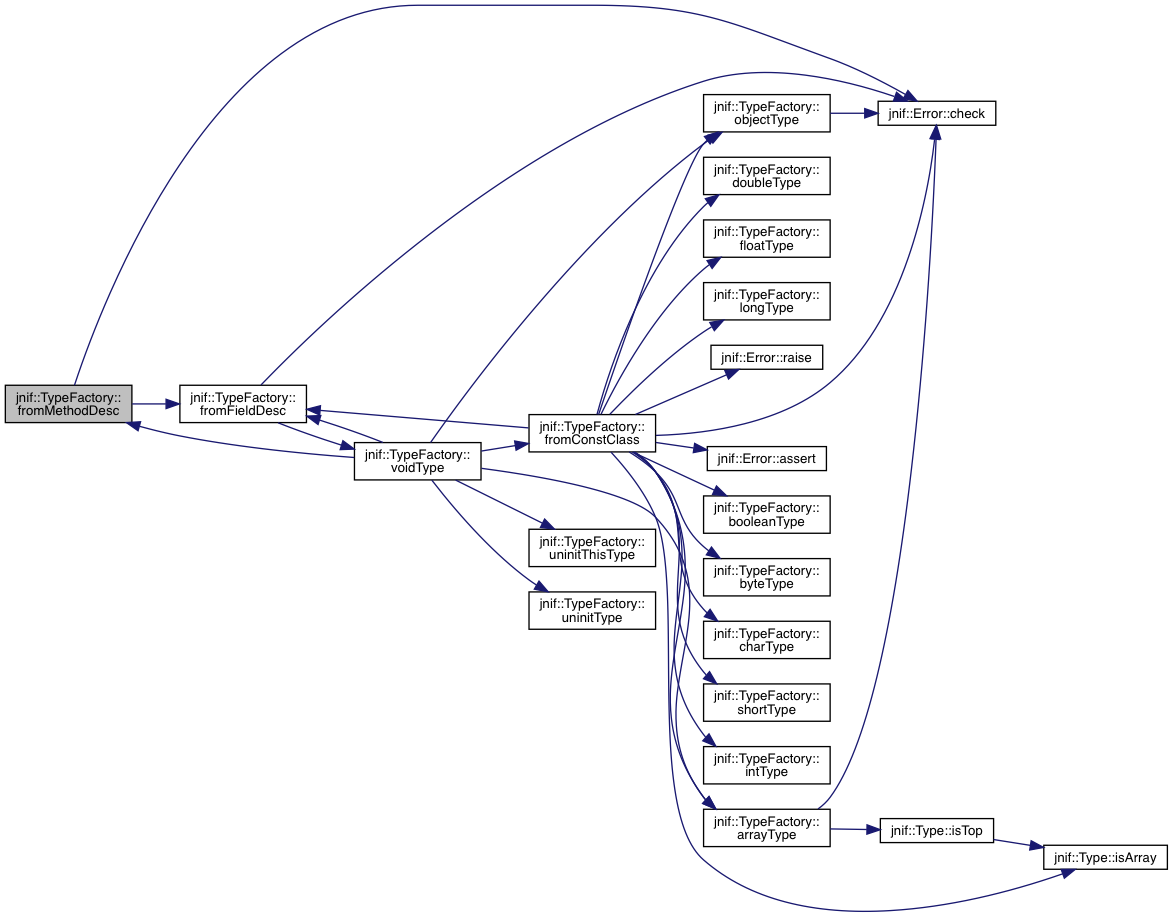 jnif::TypeFactory::
fromMethodDesc
jnif::TypeFactory::
fromFieldDesc
jnif::TypeFactory::
voidType
jnif::TypeFactory::
fromConstClass
jnif::TypeFactory::
uninitThisType
jnif::TypeFactory::
uninitType
jnif::TypeFactory::
objectType
jnif::TypeFactory::
doubleType
jnif::TypeFactory::
floatType
jnif::TypeFactory::
longType
jnif::Error::raise
jnif::Error::assert
jnif::TypeFactory::
booleanType
jnif::TypeFactory::
byteType
jnif::TypeFactory::
charType
jnif::TypeFactory::
shortType
jnif::TypeFactory::
intType
jnif::TypeFactory::
arrayType
jnif::Error::check
jnif::Type::isTop
jnif::Type::isArray